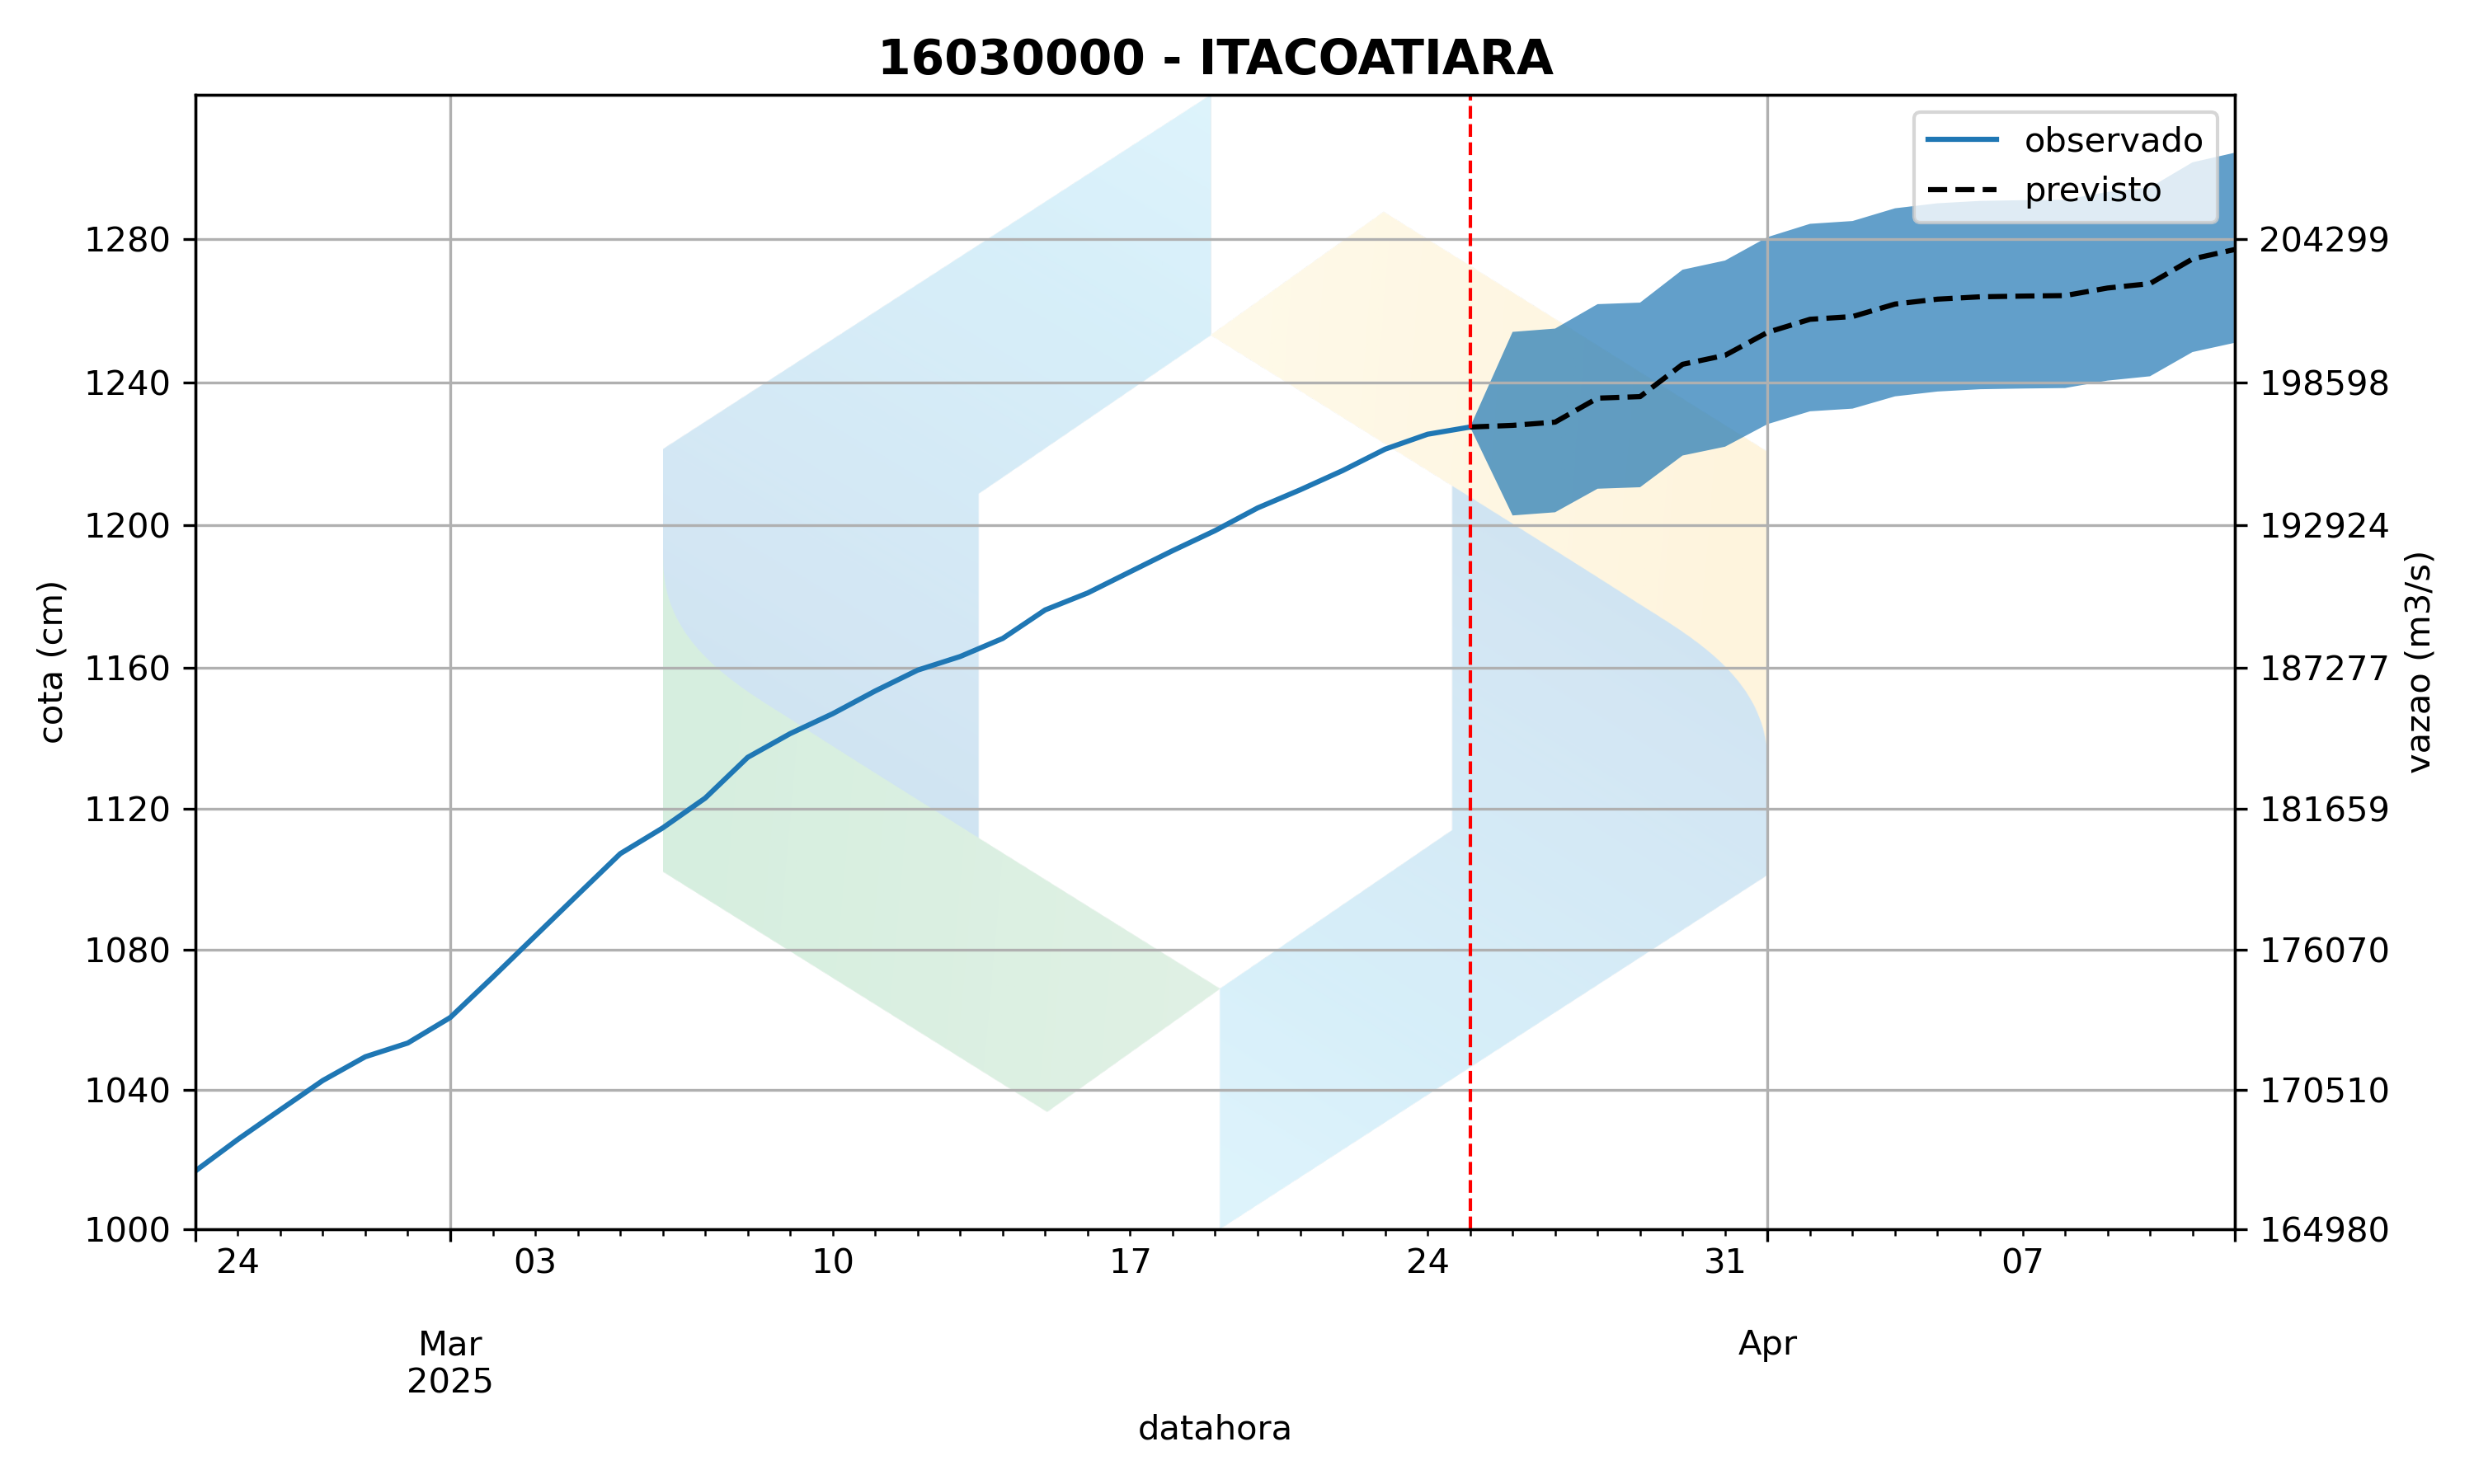 16030000 - ITACOATIARA
observado
previsto
1280
1240
1200
1160
1120
1080
1040
1000
cota (cm)
204299
198598
192924
187277
181659
176070
170510
164980
vazao (m3/s)
24 03 10 17 24 31 07
Mar Apr
2025
datahora